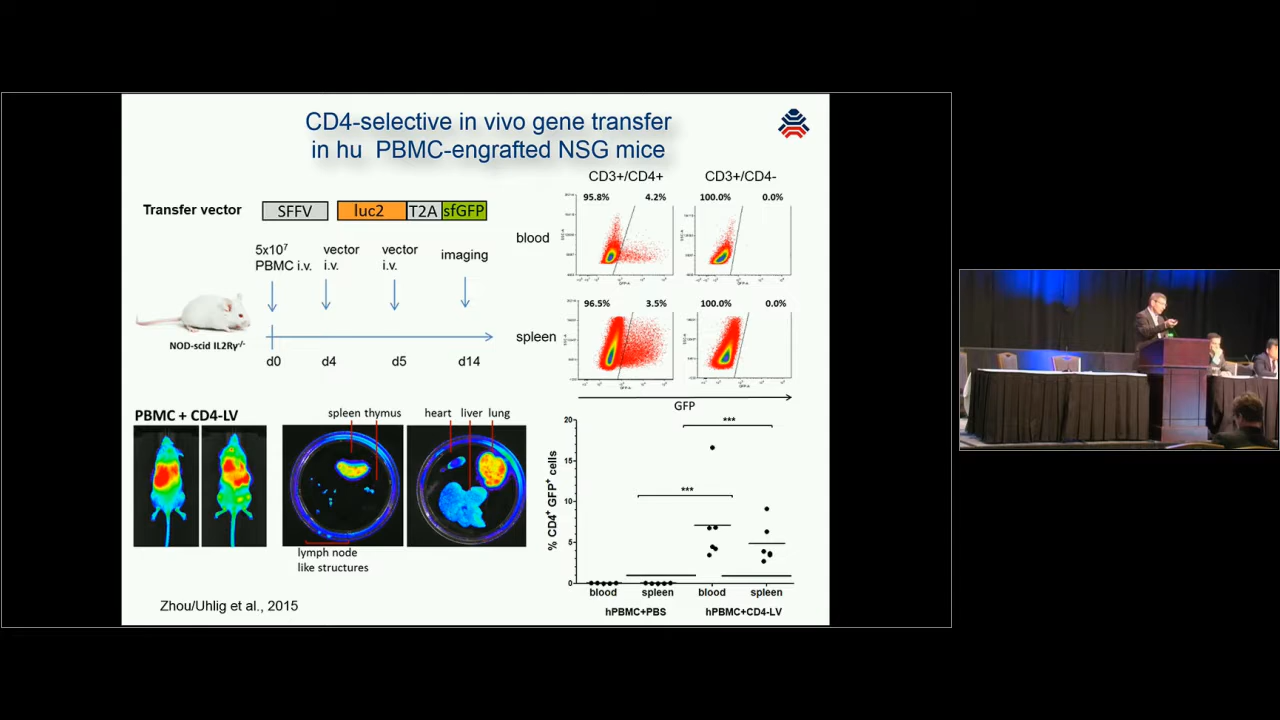 CD4-selective in vivo gene transfer
in hu PBMC-engrafted NSG mice
Transfer vector
SFFV
luc2
T2A
sfGFP
5x10⁷
PBMC i.v.
vector
i.v.
vector
i.v.
imaging
NOD-scid IL2Rγ-/-
d0
d4
d5
d14
CD3+/CD4+
CD3+/CD4-
blood
95.8%
4.2%
100.0%
0.0%
spleen
96.5%
3.5%
100.0%
0.0%
GFP
PBMC + CD4-LV
spleen thymus
heart liver lung
lymph node
like structures
% CD4⁺ GFP⁺ cells
20
15
10
5
0
***
***
blood
spleen
blood
spleen
hPBMC+PBS
hPBMC+CD4-LV
Zhou/Uhlig et al., 2015